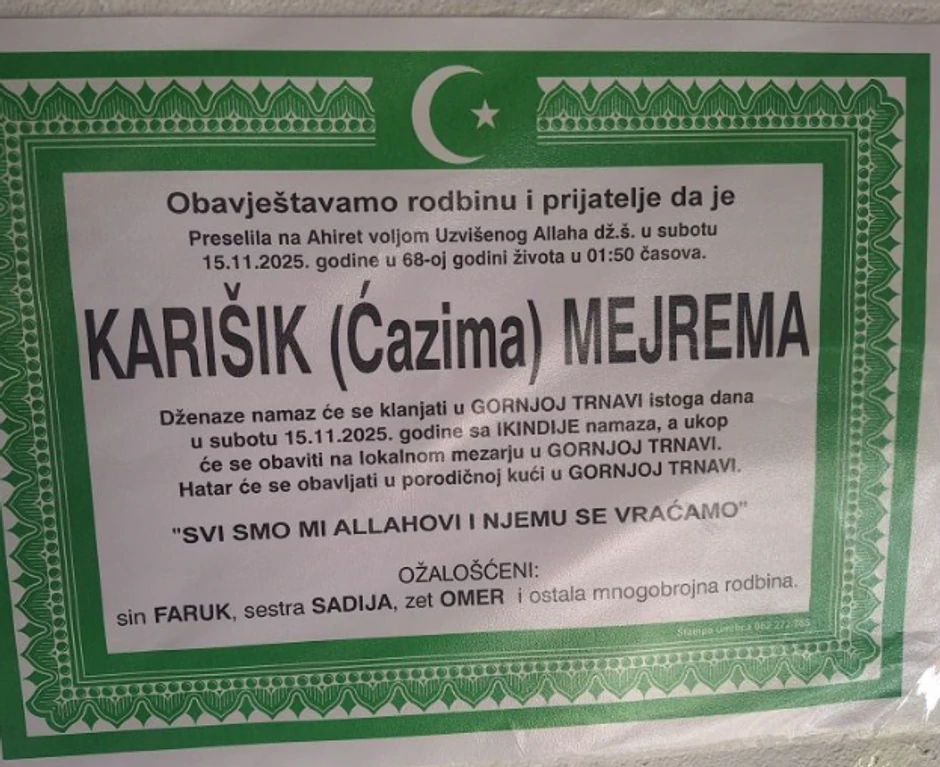 Obavještavamo rodbinu i prijatelje da je
Preselila na Ahiret voljom Uzvišenog Allaha dž.š. u subotu
15.11.2025. godine u 68-oj godini života u 01:50 časova.
KARIŠIK (Ćazima) MEJREMA
Dženaze namaz će se klanjati u GORNJOJ TRNAVI istoga dana
u subotu 15.11.2025. godine sa IKINDIJE namaza, a ukop
će se obaviti na lokalnom mezarju u GORNJOJ TRNAVI.
Hatar će se obavljati u porodičnoj kući u GORNJOJ TRNAVI.
"SVI SMO MI ALLAHOVI I NJEMU SE VRAĆAMO"
OŽALOŠĆENI:
sin FARUK, sestra SADIJA, zet OMER i ostala mnogobrojna rodbina.